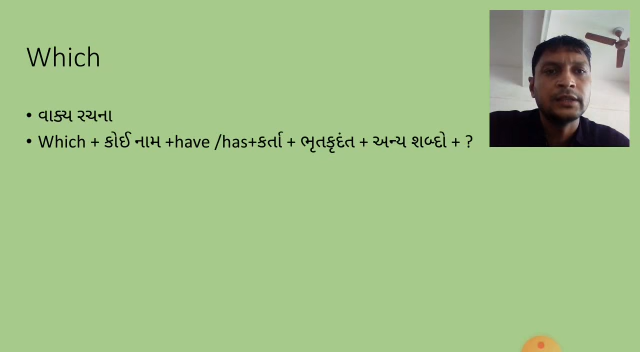 Which
• વાક્ય રચના
• Which + કોઈ નામ +have /has+કર્તા + ભૃતકૃદંત + અન્ય શબ્દો + ?